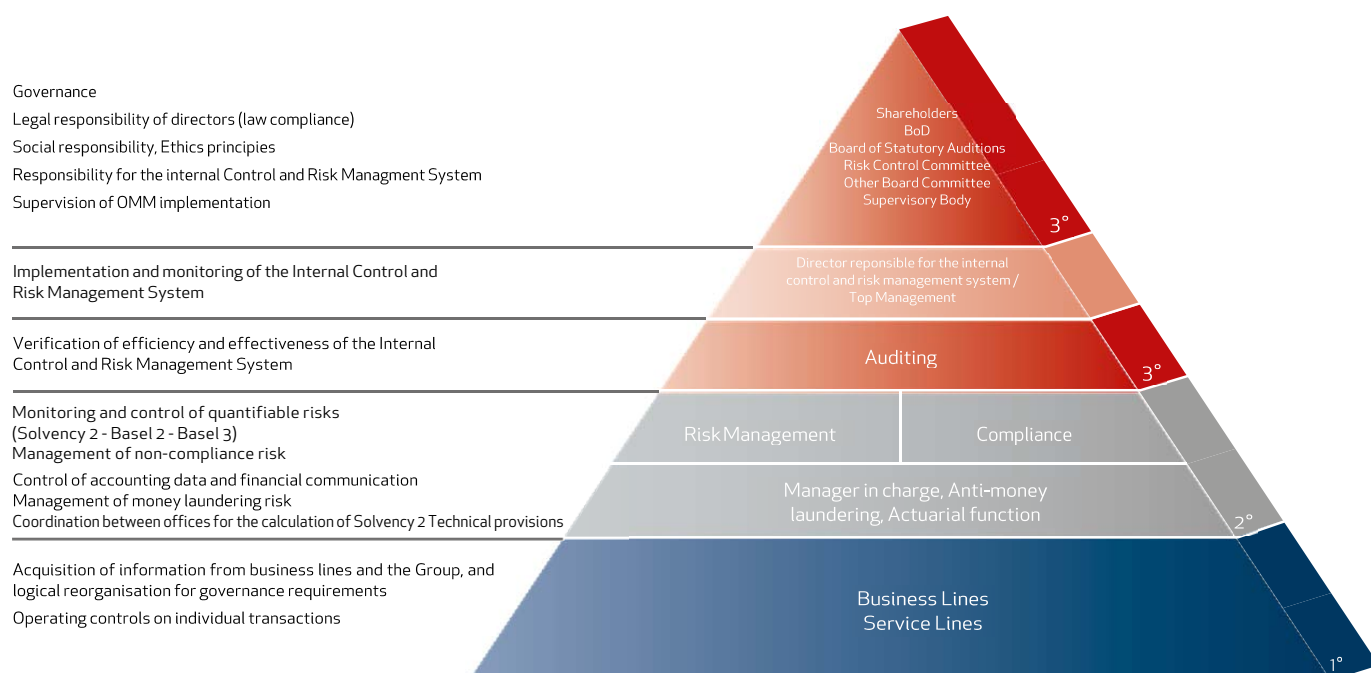 Governance
Legal responsibility of directors (law compliance)
Social responsibility, Ethics principies
Responsibility for the internal Control and Risk Managment System
Supervision of OMM implementation
Shareholders
BoD
Board of Statutory Auditions
Risk Control Committee
Other Board Committee
Supervisory Body
3°
Implementation and monitoring of the Internal Control and
Risk Management System
Director reponsible for the internal
control and risk management system /
Top Management
Verification of efficiency and effectiveness of the Internal
Control and Risk Management System
Auditing
3°
Monitoring and control of quantifiable risks
(Solvency 2 - Basel 2 - Basel 3)
Management of non-compliance risk
Risk Management
Compliance
Control of accounting data and financial communication
Management of money laundering risk
Coordination between offices for the calculation of Solvency 2 Technical provisions
Manager in charge, Anti-money
laundering, Actuarial function
2°
Acquisition of information from business lines and the Group, and
logical reorganisation for governance requirements
Operating controls on individual transactions
Business Lines
Service Lines
1°